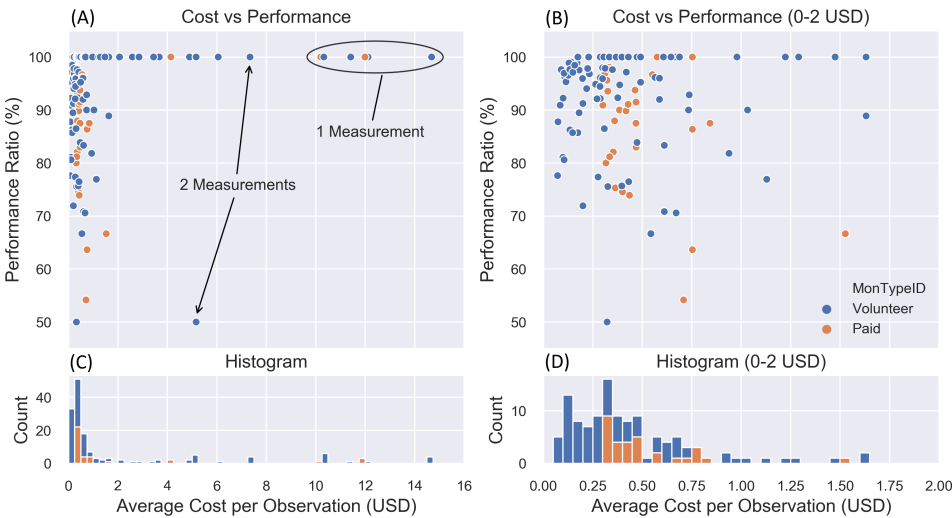 (A) Cost vs Performance
(B) Cost vs Performance (0-2 USD)
Performance Ratio (%)
100
90
80
70
60
50
1 Measurement
2 Measurements
Performance Ratio (%)
100
90
80
70
60
50
MonTypeID
Volunteer
Paid
(C) Histogram
(D) Histogram (0-2 USD)
Count
40
20
0
0 2 4 6 8 10 12 14 16
Average Cost per Observation (USD)
Count
10
0
0.00 0.25 0.50 0.75 1.00 1.25 1.50 1.75 2.00
Average Cost per Observation (USD)